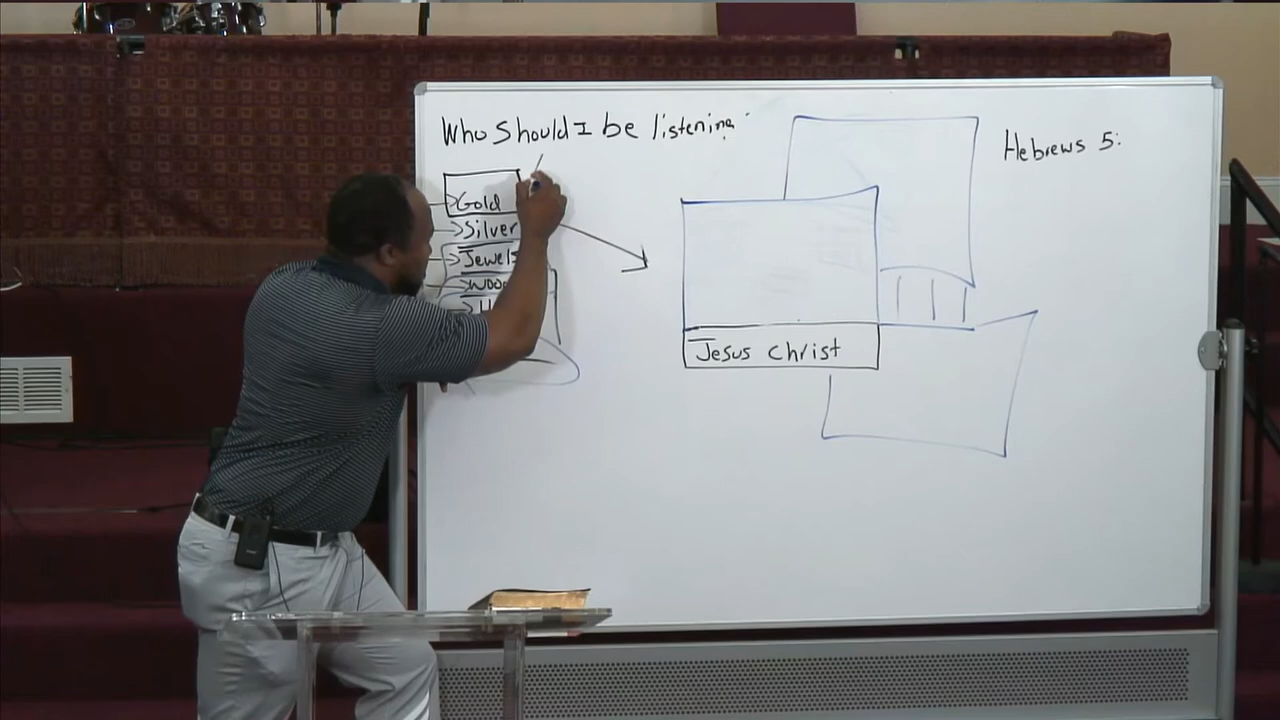 Who Should I be listening
Hebrews 5:
Gold
Silver
Jewels
Jesus Christ